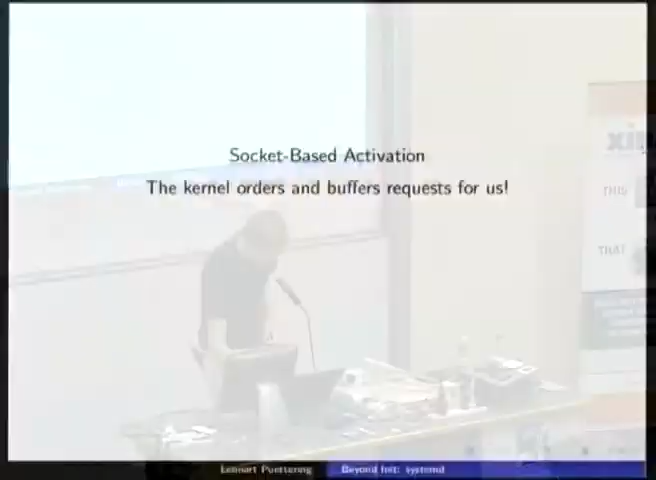 Socket-Based Activation
The kernel orders and buffers requests for us!
THIS
THAT
Lennart Poettering
Beyond Init: systemd